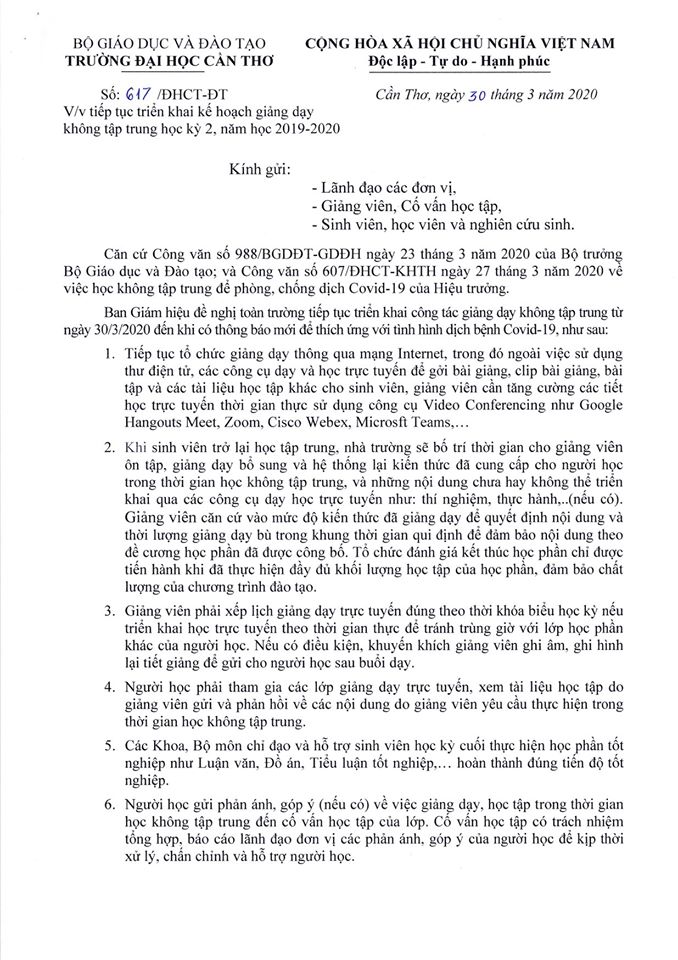 BỘ GIÁO DỤC VÀ ĐÀO TẠO
TRƯỜNG ĐẠI HỌC CẦN THƠ
CỘNG HÒA XÃ HỘI CHỦ NGHĨA VIỆT NAM
Độc lập - Tự do - Hạnh phúc
Số: 617 /ĐHCT-ĐT
V/v tiếp tục triển khai kế hoạch giảng dạy
không tập trung học kỳ 2, năm học 2019-2020
Cần Thơ, ngày 30 tháng 3 năm 2020
Kính gửi:
- Lãnh đạo các đơn vị,
- Giảng viên, Cố vấn học tập,
- Sinh viên, học viên và nghiên cứu sinh.
Căn cứ Công văn số 988/BGDĐT-GDĐH ngày 23 tháng 3 năm 2020 của Bộ trưởng
Bộ Giáo dục và Đào tạo; và Công văn số 607/ĐHCT-KHTH ngày 27 tháng 3 năm 2020 về
việc học không tập trung để phòng, chống dịch Covid-19 của Hiệu trưởng.
Ban Giám hiệu đề nghị toàn trường tiếp tục triển khai công tác giảng dạy không tập trung từ
ngày 30/3/2020 đến khi có thông báo mới để thích ứng với tình hình dịch bệnh Covid-19, như sau:
1. Tiếp tục tổ chức giảng dạy thông qua mạng Internet, trong đó ngoài việc sử dụng
thư điện tử, các công cụ dạy và học trực tuyến để gởi bài giảng, clip bài giảng, bài
tập và các tài liệu học tập khác cho sinh viên, giảng viên cần tăng cường các tiết
học trực tuyến thời gian thực sử dụng công cụ Video Conferencing như Google
Hangouts Meet, Zoom, Cisco Webex, Microsft Teams,…
2. Khi sinh viên trở lại học tập trung, nhà trường sẽ bố trí thời gian cho giảng viên
ôn tập, giảng dạy bổ sung và hệ thống lại kiến thức đã cung cấp cho người học
trong thời gian học không tập trung, và những nội dung chưa hay không thể triển
khai qua các công cụ dạy học trực tuyến như: thí nghiệm, thực hành,..(nếu có).
Giảng viên căn cứ vào mức độ kiến thức đã giảng dạy để quyết định nội dung và
thời lượng giảng dạy bù trong khung thời gian qui định để đảm bảo nội dung theo
đề cương học phần đã được công bố. Tổ chức đánh giá kết thúc học phần chỉ được
tiến hành khi đã thực hiện đầy đủ khối lượng học tập của học phần, đảm bảo chất
lượng của chương trình đào tạo.
3. Giảng viên phải xếp lịch giảng dạy trực tuyến đúng theo thời khóa biểu học kỳ nếu
triển khai học trực tuyến theo thời gian thực để tránh trùng giờ với lớp học phần
khác của người học. Nếu có điều kiện, khuyến khích giảng viên ghi âm, ghi hình
lại tiết giảng để gửi cho người học sau buổi dạy.
4. Người học phải tham gia các lớp giảng dạy trực tuyến, xem tài liệu học tập do
giảng viên gửi và phản hồi về các nội dung do giảng viên yêu cầu thực hiện trong
thời gian học không tập trung.
5. Các Khoa, Bộ môn chỉ đạo và hỗ trợ sinh viên học kỳ cuối thực hiện học phần tốt
nghiệp như Luận văn, Đồ án, Tiểu luận tốt nghiệp,… hoàn thành đúng tiến độ tốt
nghiệp.
6. Người học gửi phản ánh, góp ý (nếu có) về việc giảng dạy, học tập trong thời gian
học không tập trung đến cố vấn học tập của lớp. Cố vấn học tập có trách nhiệm
tổng hợp, báo cáo lãnh đạo đơn vị các phản ánh, góp ý của người học để kịp thời
xử lý, chấn chỉnh và hỗ trợ người học.